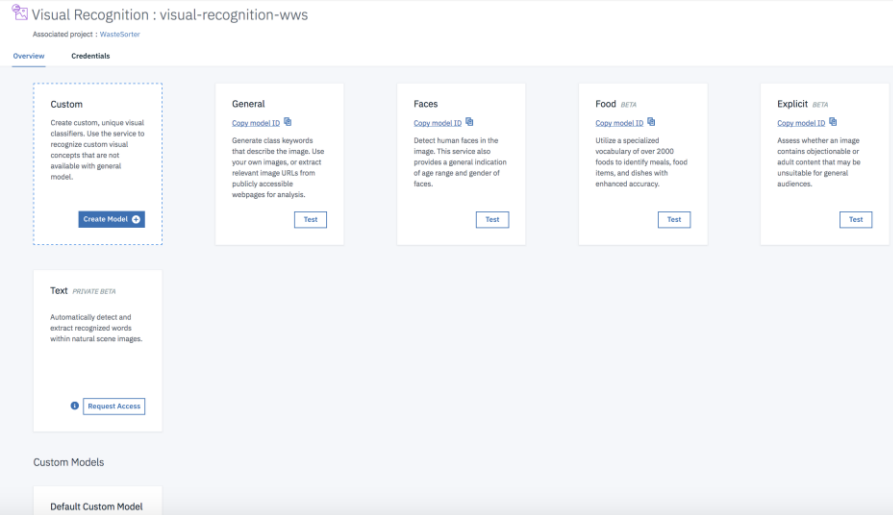 Visual Recognition : visual-recognition-wws
Associated project : WasteSorter
Overview Credentials
Custom
Create custom, unique visual
classifiers. Use the service to
recognize custom visual
concepts that are not
available with general
model.
Create Model
General
Copy model ID
Generate class keywords
that describe the image. Use
your own images, or extract
relevant image URLs from
publicly accessible
webpages for analysis.
Test
Faces
Copy model ID
Detect human faces in the
image. This service also
provides a general indication
of age range and gender of
faces.
Test
Food BETA
Copy model ID
Utilize a specialized
vocabulary of over 2000
foods to identify meals, food
items, and dishes with
enhanced accuracy.
Test
Explicit BETA
Copy model ID
Assess whether an image
contains objectionable or
adult content that may be
unsuitable for general
audiences.
Test
Text PRIVATE BETA
Automatically detect and
extract recognized words
within natural scene images.
Request Access
Custom Models
Default Custom Model